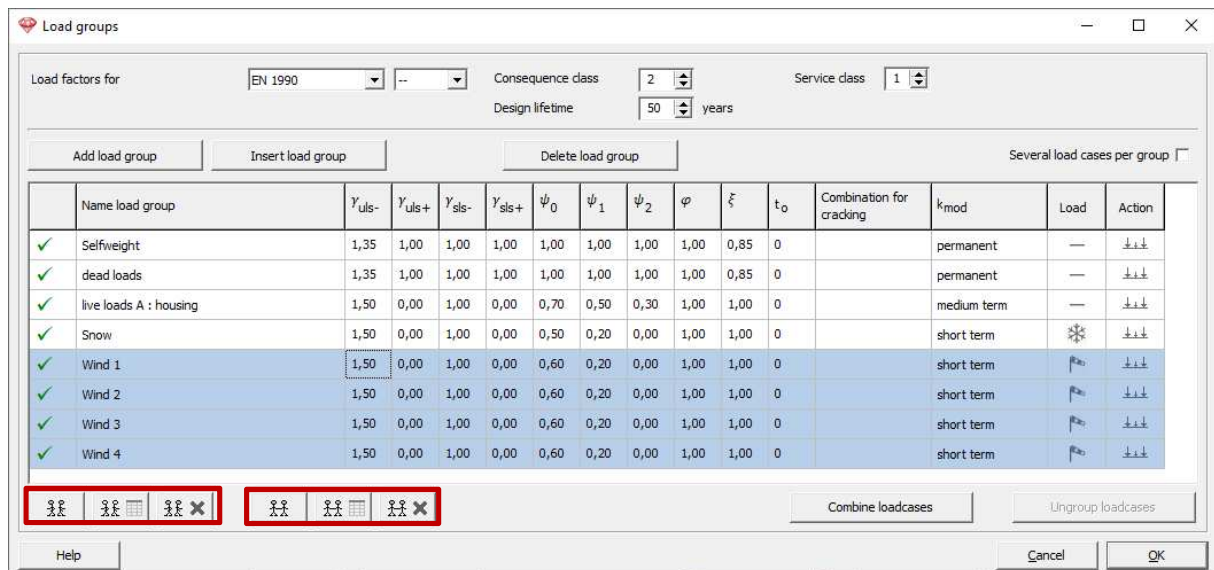 Load groups
Load factors for EN 1990 -- Consequence class 2 Service class 1
Design lifetime 50 years
Add load group Insert load group Delete load group Several load cases per group
Name load group γuls- γuls+ γsls- γsls+ ψ0 ψ1 ψ2 φ ξ to Combination for cracking kmod Load Action
Selfweight 1,35 1,00 1,00 1,00 1,00 1,00 1,00 1,00 0,85 0 permanent
dead loads 1,35 1,00 1,00 1,00 1,00 1,00 1,00 1,00 0,85 0 permanent
live loads A : housing 1,50 0,00 1,00 0,00 0,70 0,50 0,30 1,00 1,00 0 medium term
Snow 1,50 0,00 1,00 0,00 0,50 0,20 0,00 1,00 1,00 0 short term
Wind 1 1,50 0,00 1,00 0,00 0,60 0,20 0,00 1,00 1,00 0 short term
Wind 2 1,50 0,00 1,00 0,00 0,60 0,20 0,00 1,00 1,00 0 short term
Wind 3 1,50 0,00 1,00 0,00 0,60 0,20 0,00 1,00 1,00 0 short term
Wind 4 1,50 0,00 1,00 0,00 0,60 0,20 0,00 1,00 1,00 0 short term
Combine loadcases Ungroup loadcases
Help Cancel OK